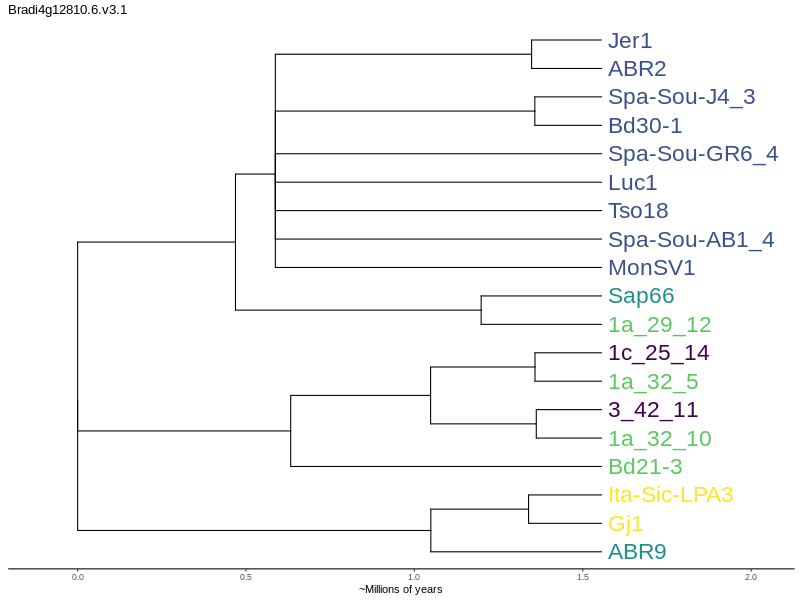 Bradi4g12810.6.v3.1
Jer1
ABR2
Spa-Sou-J4_3
Bd30-1
Spa-Sou-GR6_4
Luc1
Tso18
Spa-Sou-AB1_4
MonSV1
Sap66
1a_29_12
1c_25_14
1a_32_5
3_42_11
1a_32_10
Bd21-3
Ita-Sic-LPA3
Gj1
ABR9
0.0 0.5 1.0 1.5 2.0
~Millions of years